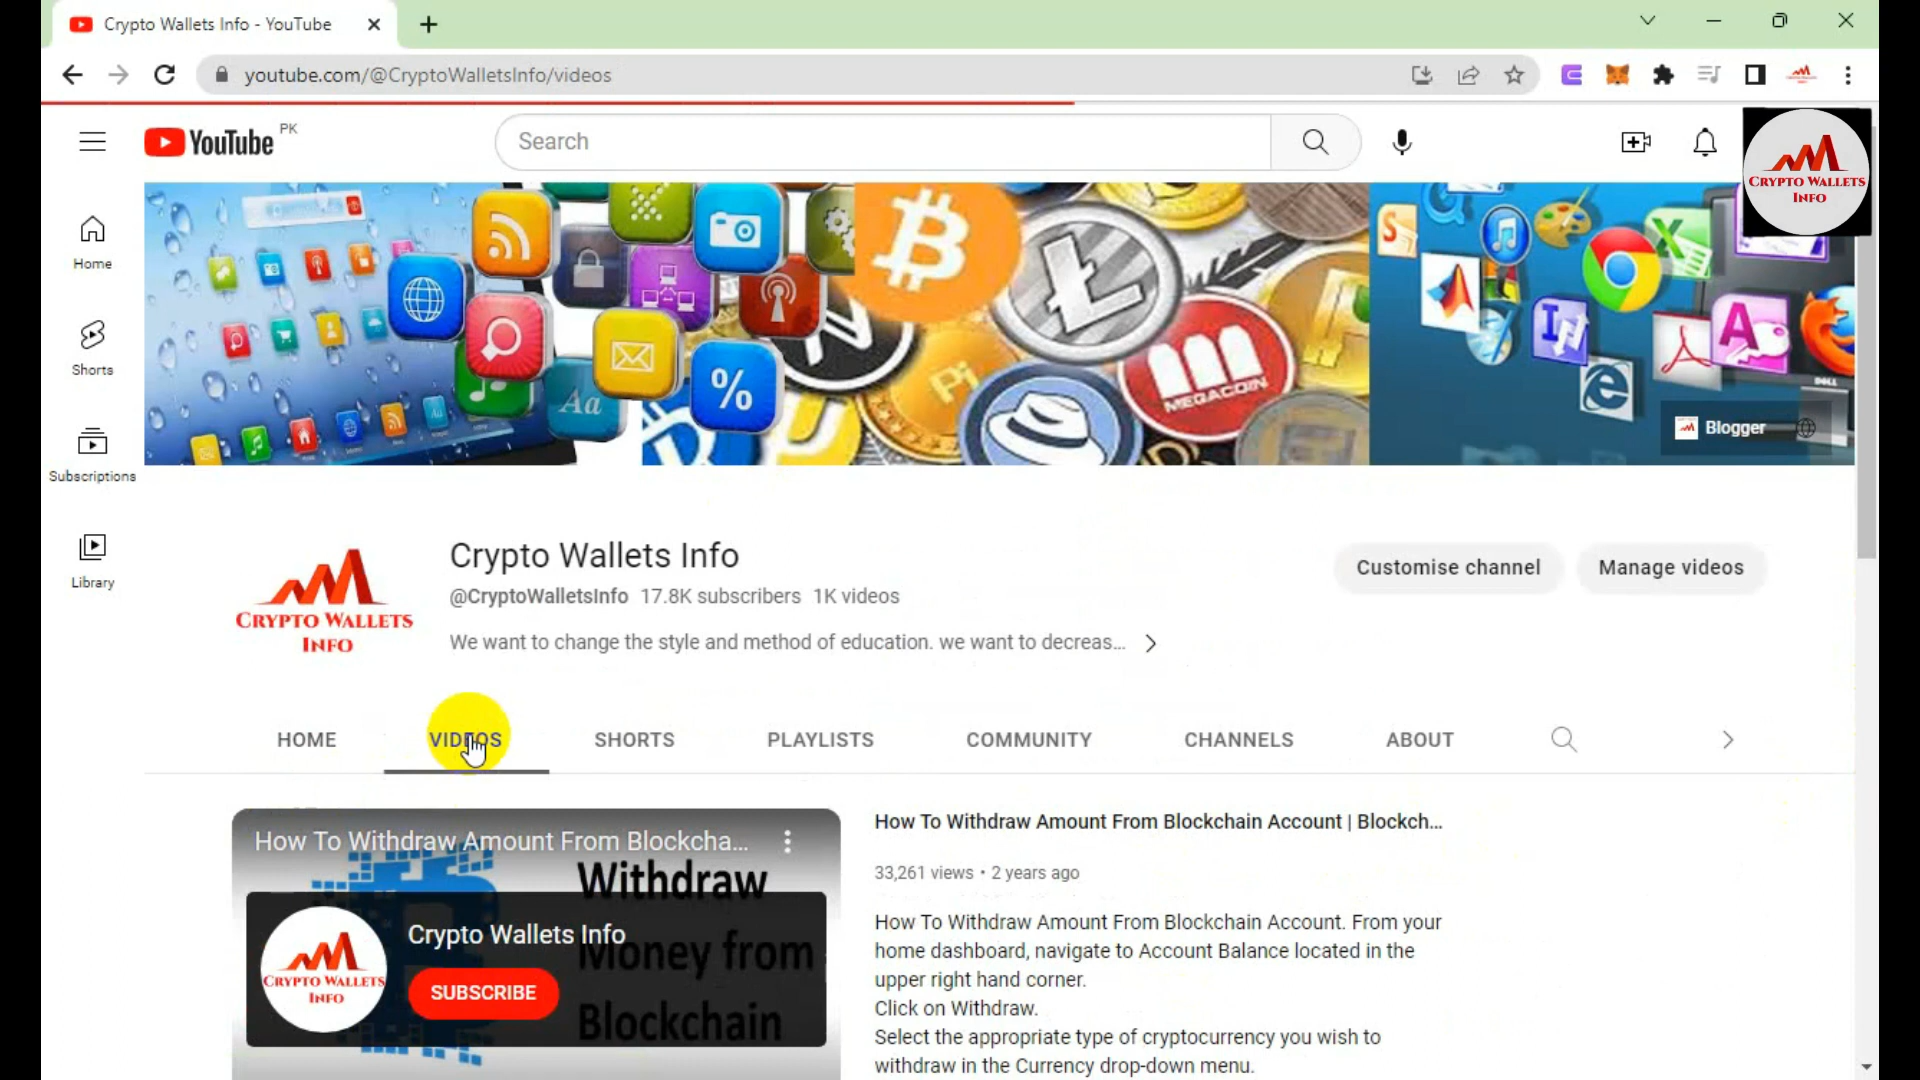 Crypto Wallets Info - YouTube
youtube.com/@CryptoWalletsInfo/videos
YouTube PK
Search
CRYPTO WALLETS
INFO
Home
Shorts
Subscriptions
Library
Aa
%
Pi
MEGACOIN
DELL
Blogger
CRYPTO WALLETS
INFO
Crypto Wallets Info
@CryptoWalletsInfo 17.8K subscribers 1K videos
We want to change the style and method of education. we want to decreas...
Customise channel
Manage videos
HOME
VIDEOS
SHORTS
PLAYLISTS
COMMUNITY
CHANNELS
ABOUT
How To Withdraw Amount From Blockcha...
Withdraw
Money from
Blockchain
CRYPTO WALLETS
INFO
Crypto Wallets Info
SUBSCRIBE
How To Withdraw Amount From Blockchain Account | Blockch...
33,261 views • 2 years ago
How To Withdraw Amount From Blockchain Account. From your
home dashboard, navigate to Account Balance located in the
upper right hand corner.
Click on Withdraw.
Select the appropriate type of cryptocurrency you wish to
withdraw in the Currency drop-down menu.